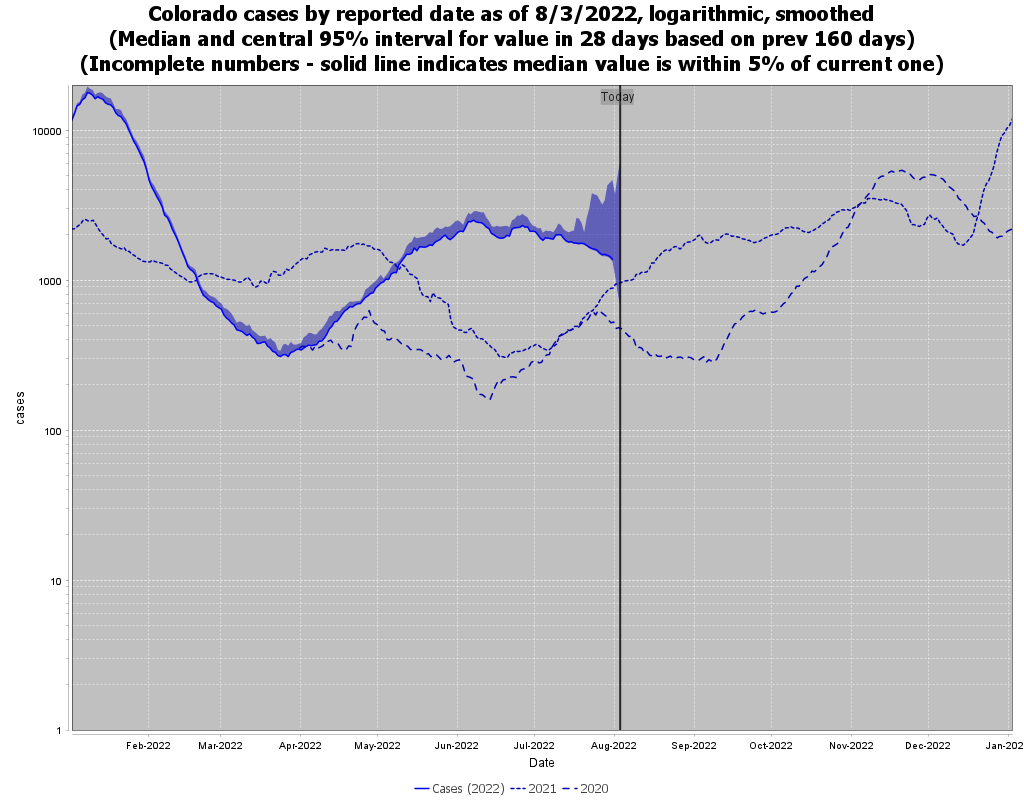 Colorado cases by reported date as of 8/3/2022, logarithmic, smoothed
(Median and central 95% interval for value in 28 days based on prev 160 days)
(Incomplete numbers - solid line indicates median value is within 5% of current one)
Today
10000
1000
100
10
1
cases
Feb-2022 Mar-2022 Apr-2022 May-2022 Jun-2022 Jul-2022 Aug-2022 Sep-2022 Oct-2022 Nov-2022 Dec-2022 Jan-202
Date
Cases (2022) 2021 2020